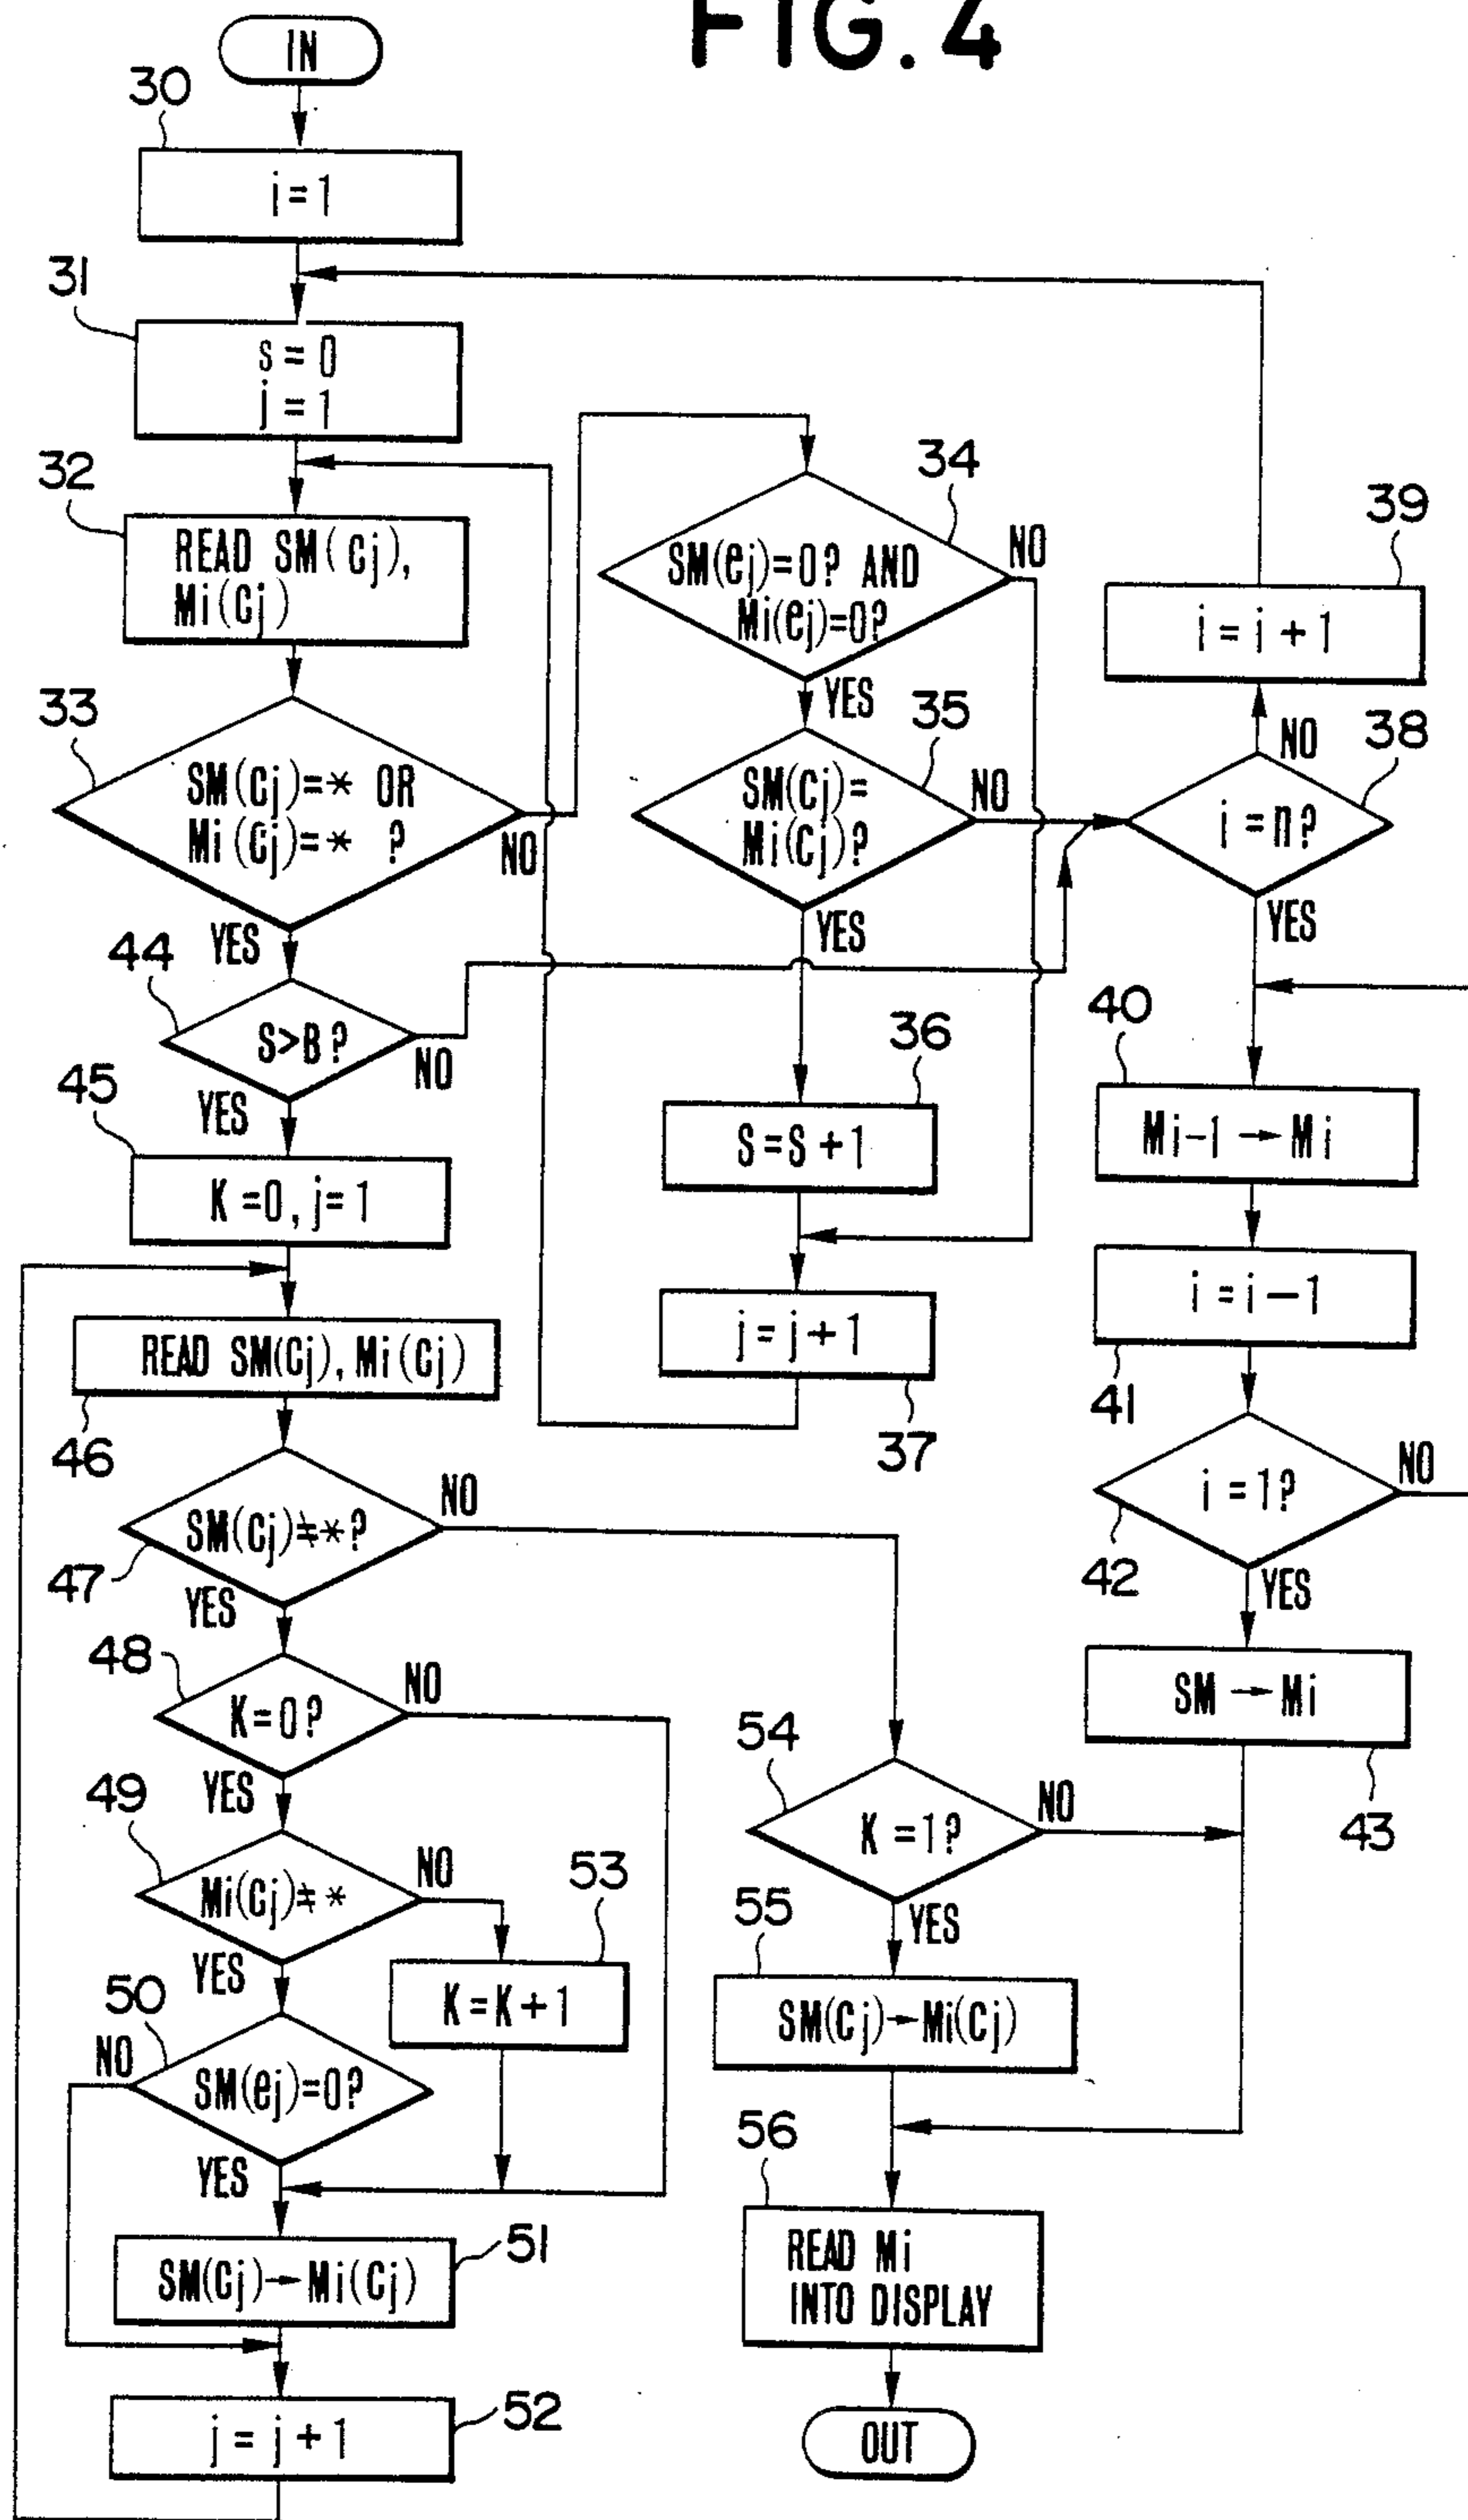 FIG. 4
IN
30
i = 1
31
s = 0
j = 1
32
READ SM(Cj),
Mi(Cj)
33
SM(Cj)=* OR
Mi(Cj)=* ?
NO
YES
34
SM(ej)=0? AND
Mi(ej)=0?
NO
YES
35
SM(Cj)=
Mi(Cj)?
NO
YES
36
S=S+1
37
j=j+1
38
i=n?
NO
YES
39
i = i + 1
40
Mi-1 → Mi
41
i = i - 1
42
i = 1?
NO
YES
43
SM → Mi
44
S>B?
NO
YES
45
K=0, j=1
46
READ SM(Cj), Mi(Cj)
47
SM(Cj)≠*?
NO
YES
48
K=0?
NO
YES
49
Mi(Cj)≠*
NO
YES
53
K=K+1
50
SM(ej)=0?
NO
YES
51
SM(Cj)→Mi(Cj)
52
j = j + 1
54
K=1?
NO
YES
55
SM(Cj)→Mi(Cj)
56
READ Mi
INTO DISPLAY
OUT